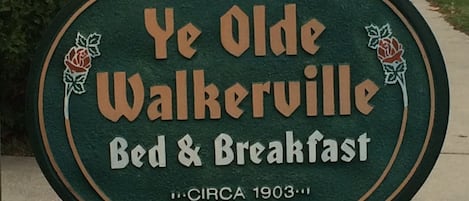 Ye Olde
Walkerville
Bed & Breakfast
CIRCA 1903